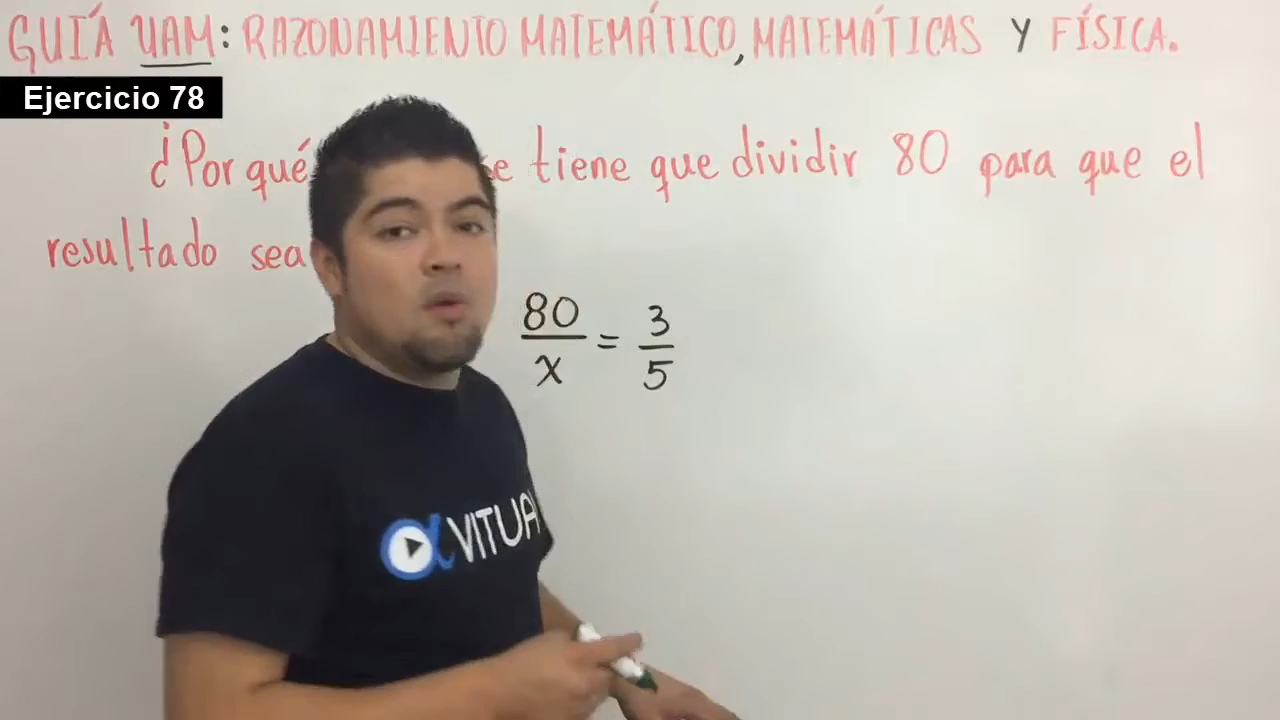 GUÍA UAM: RAZONAMIENTO MATEMÁTICO, MATEMÁTICAS Y FÍSICA.
Ejercicio 78
¿Por qué se tiene que dividir 80 para que el
resultado sea
80/x = 3/5
VITUA